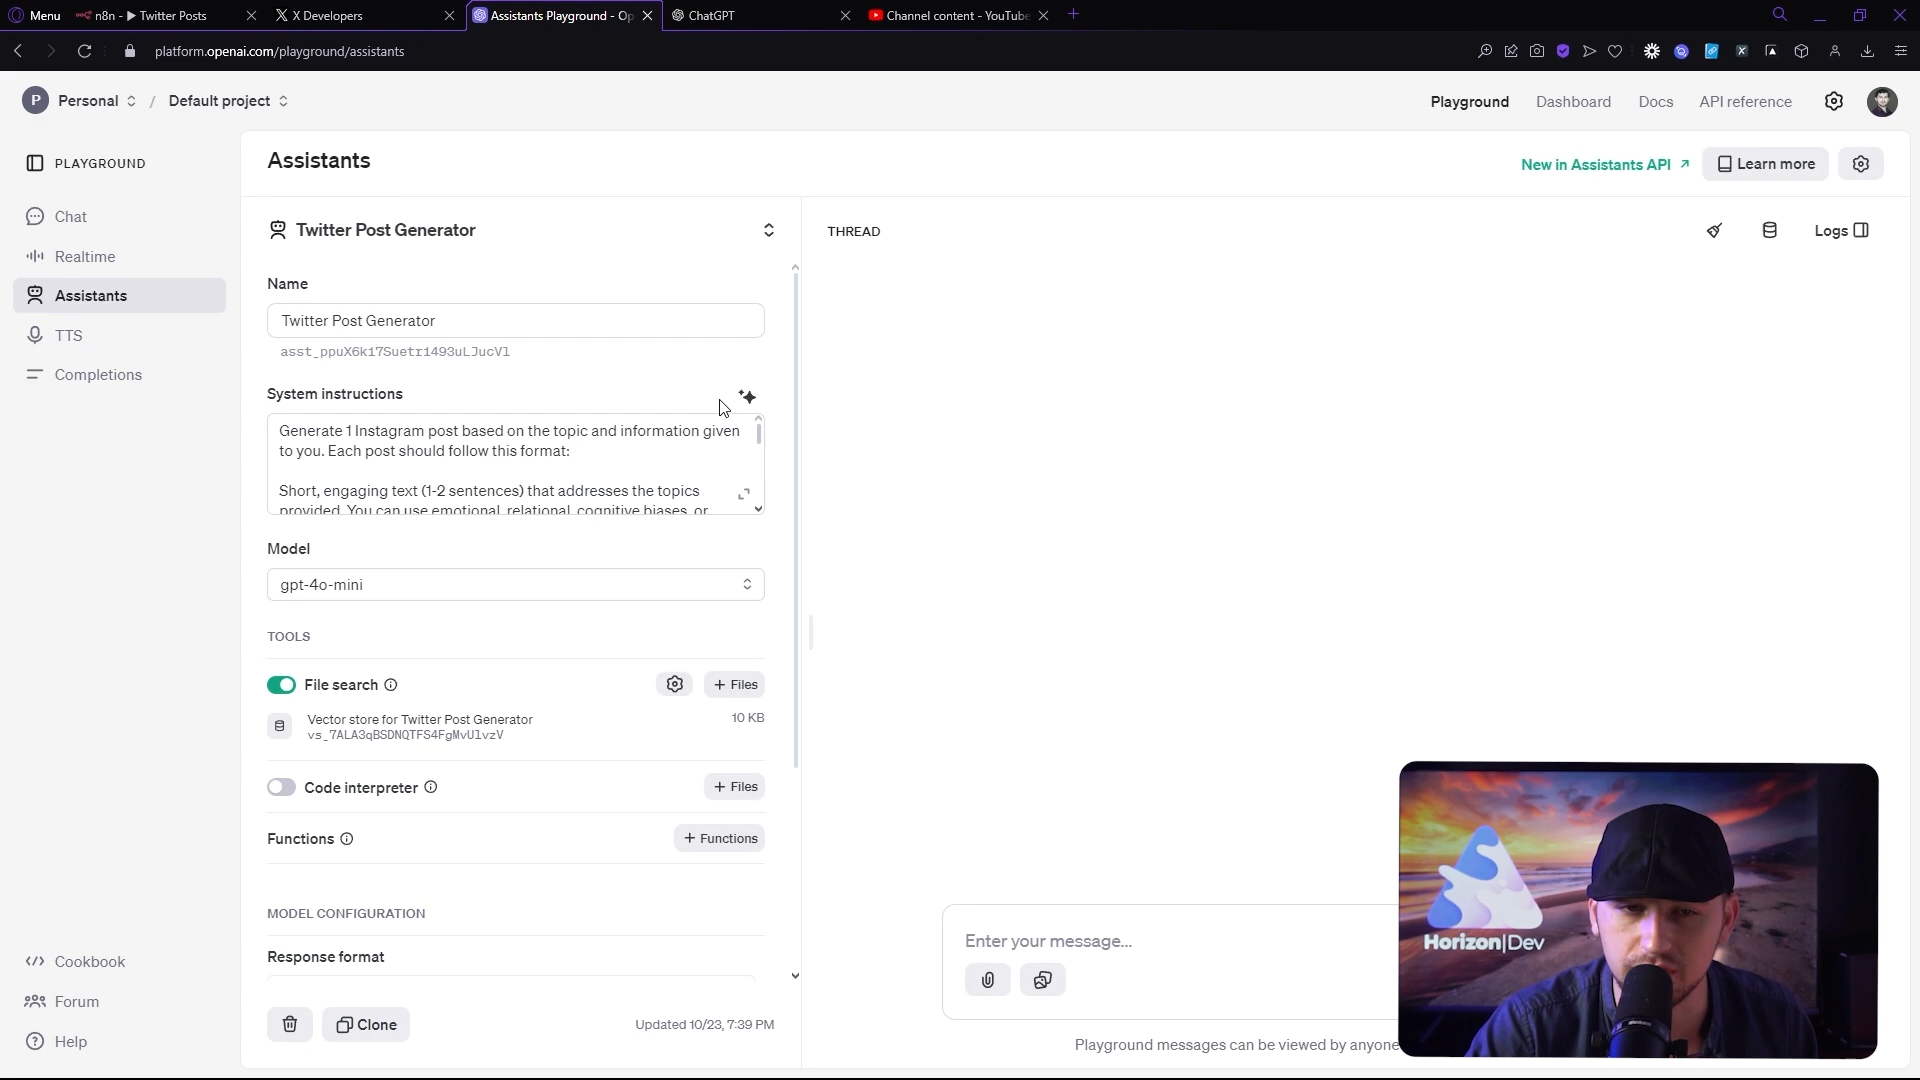 Menu
n8n - ▶ Twitter Posts
X Developers
Assistants Playground - Op
ChatGPT
Channel content - YouTube
platform.openai.com/playground/assistants
P
Personal
/
Default project
Playground
Dashboard
Docs
API reference
PLAYGROUND
Chat
Realtime
Assistants
TTS
Completions
Cookbook
Forum
Help
Assistants
New in Assistants API
Learn more
Twitter Post Generator
Name
Twitter Post Generator
asst_ppuX6k17Suetr1493uLJucVl
System instructions
Generate 1 Instagram post based on the topic and information given
to you. Each post should follow this format:
Short, engaging text (1-2 sentences) that addresses the topics
provided. You can use emotional, relational, cognitive biases, or
Model
gpt-4o-mini
TOOLS
File search
+ Files
Vector store for Twitter Post Generator
10 KB
vs_7ALA3qBSDNQTFS4FgMvUlvzV
Code interpreter
+ Files
Functions
+ Functions
MODEL CONFIGURATION
Response format
Clone
Updated 10/23, 7:39 PM
THREAD
Logs
Enter your message...
Playground messages can be viewed by anyone
Horizon|Dev